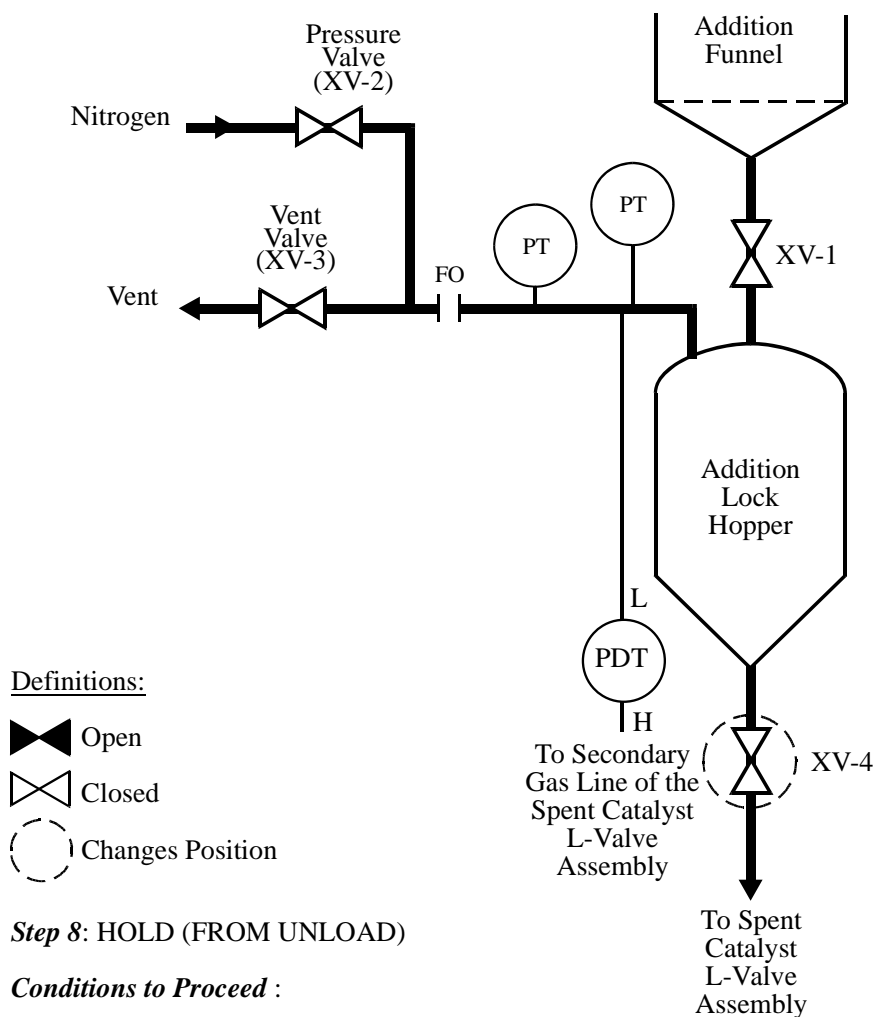 Pressure
Valve
(XV-2)
Addition
Funnel
Nitrogen
Vent
Valve
(XV-3)
PT
PT
XV-1
FO
Vent
Addition
Lock
Hopper
L
PDT
H
Definitions:
Open
Closed
Changes Position
To Secondary
Gas Line of the
Spent Catalyst
L-Valve
Assembly
XV-4
To Spent
Catalyst
L-Valve
Assembly
Step 8: HOLD (FROM UNLOAD)
Conditions to Proceed :